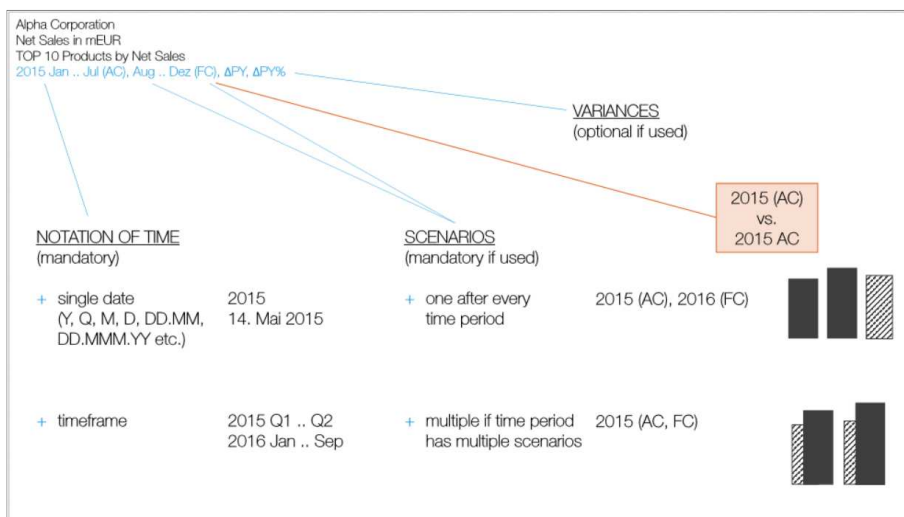 Alpha Corporation
Net Sales in mEUR
TOP 10 Products by Net Sales
2015 Jan .. Jul (AC), Aug .. Dez (FC), ΔPY, ΔPY%
VARIANCES
(optional if used)
2015 (AC)
vs.
2015 AC
NOTATION OF TIME
(mandatory)
+ single date
(Y, Q, M, D, DD.MM,
DD.MMM.YY etc.)
2015
14. Mai 2015
+ timeframe
2015 Q1 .. Q2
2016 Jan .. Sep
SCENARIOS
(mandatory if used)
+ one after every
time period
2015 (AC), 2016 (FC)
+ multiple if time period
has multiple scenarios
2015 (AC, FC)